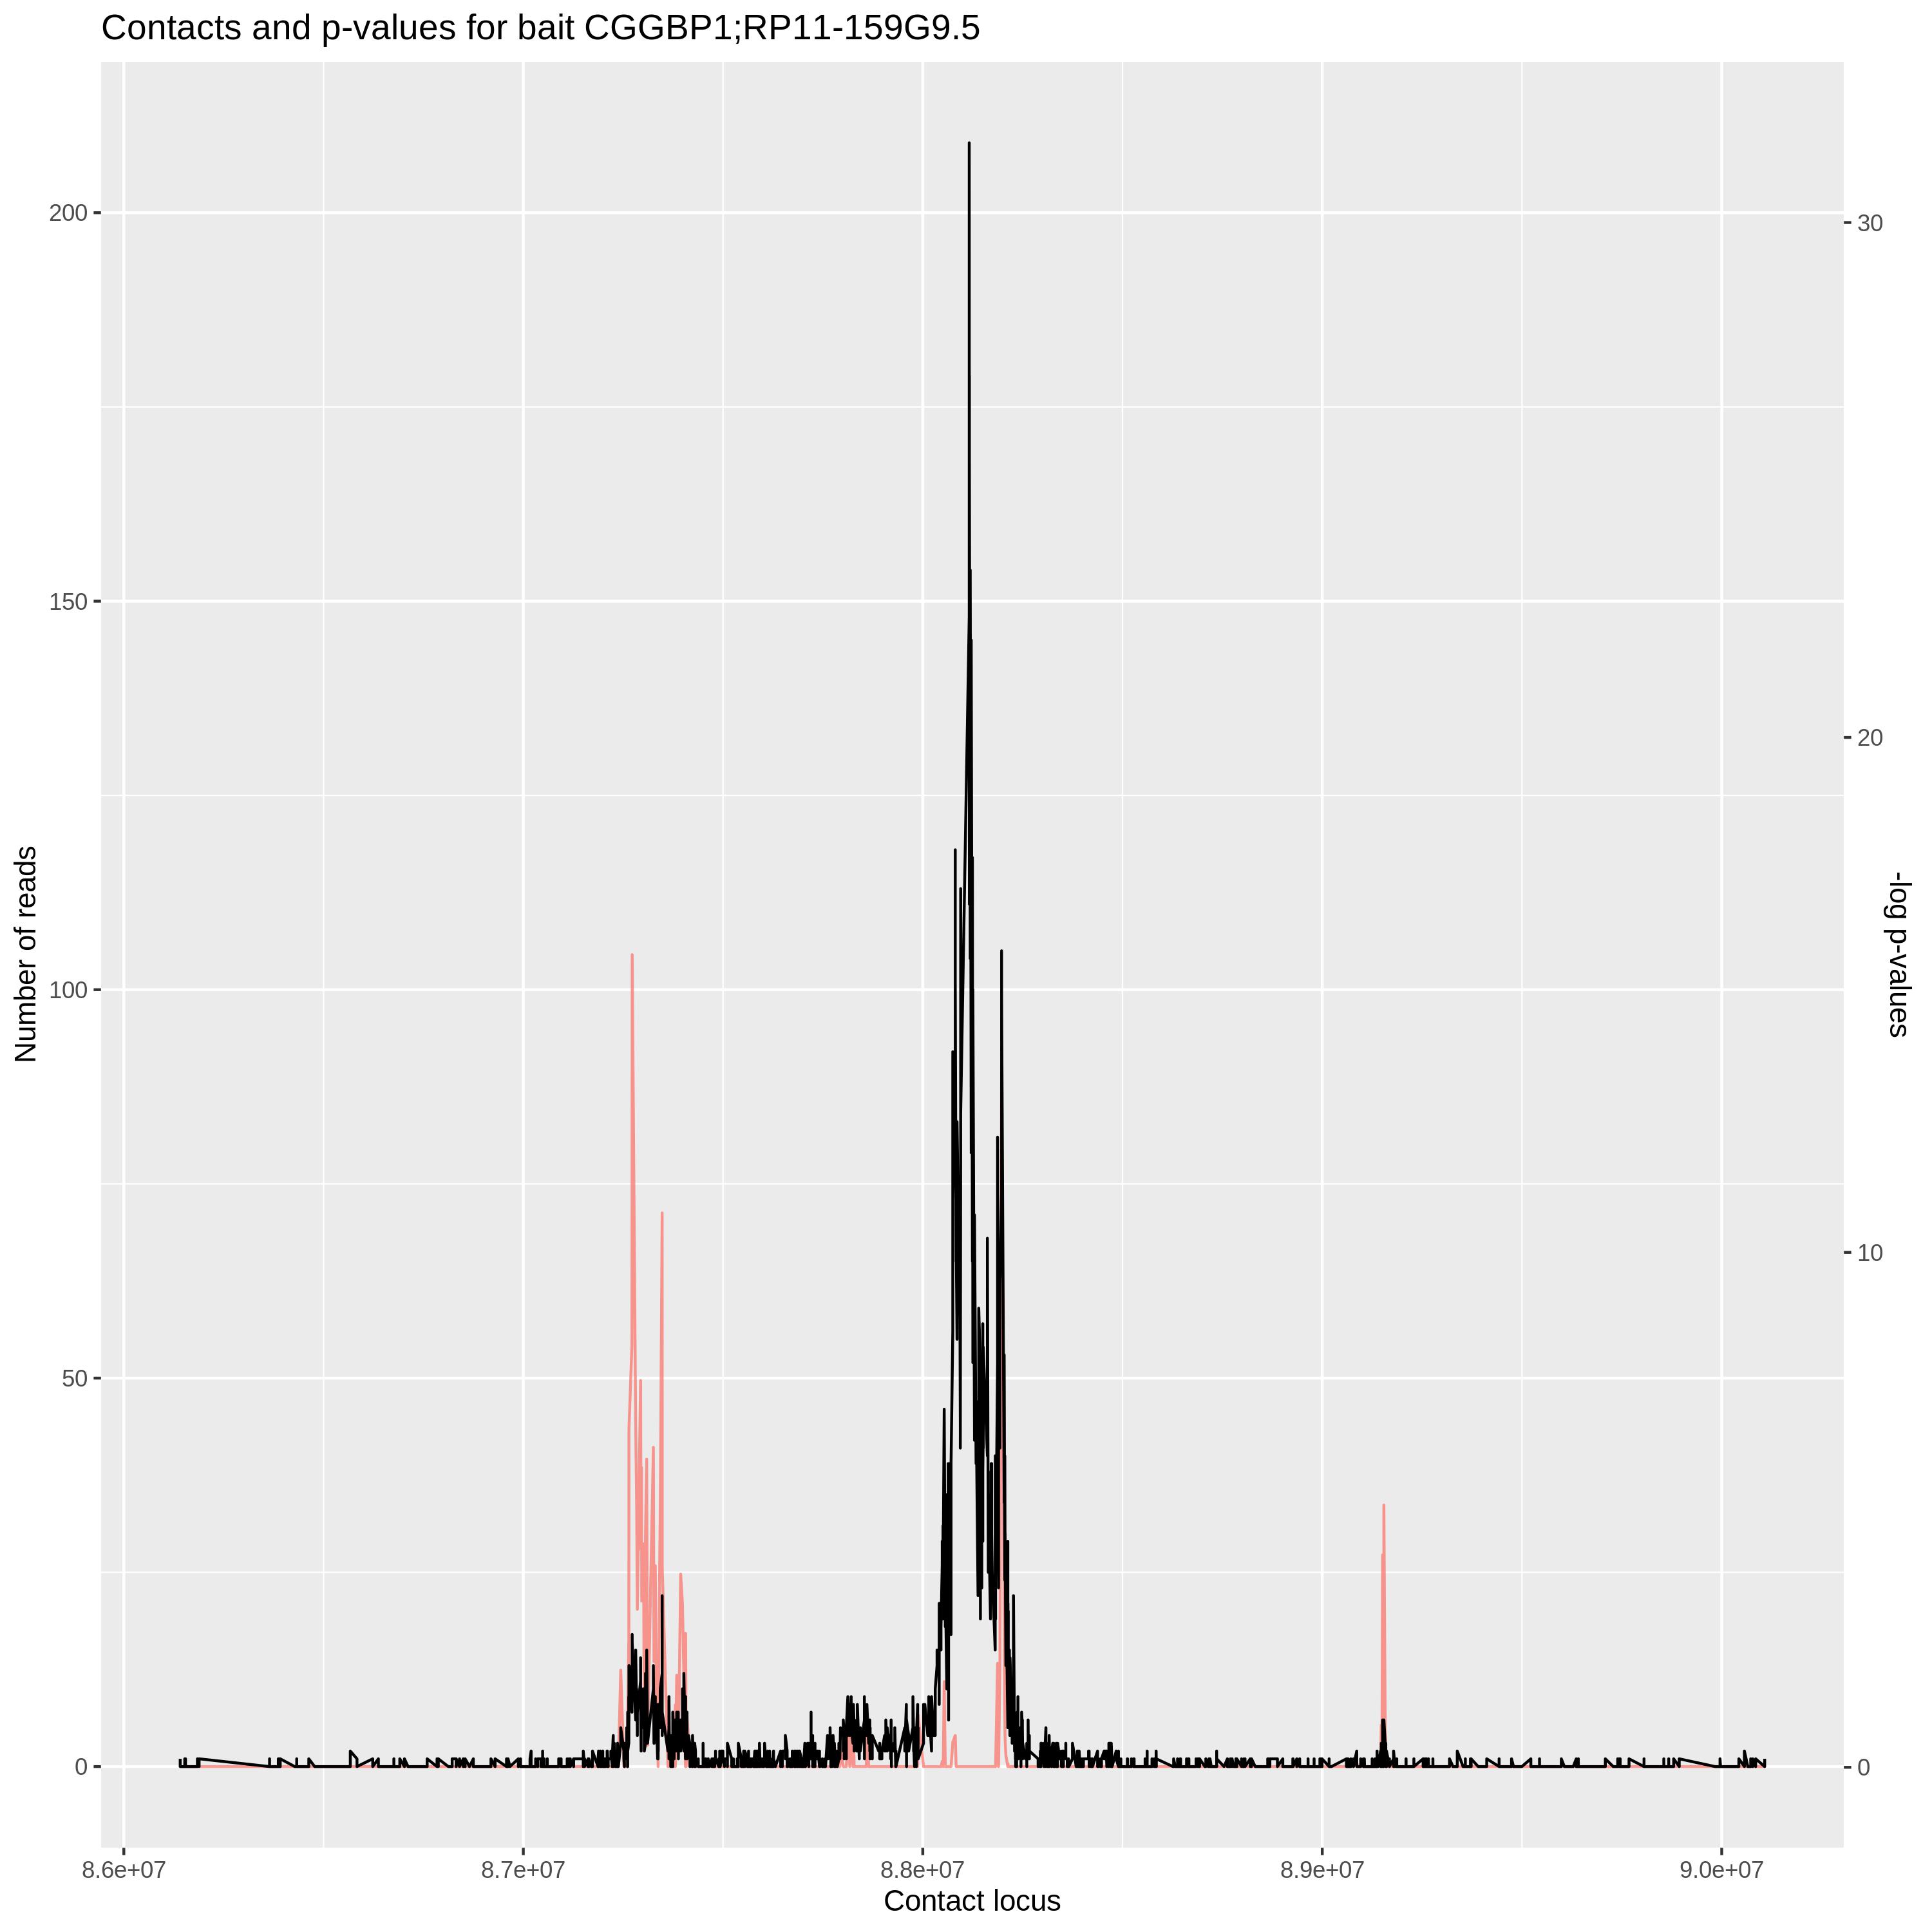 Contacts and p-values for bait CGGBP1;RP11-159G9.5
200
150
100
50
0
Number of reads
30
20
10
0
-log p-values
8.6e+07
8.7e+07
8.8e+07
8.9e+07
9.0e+07
Contact locus